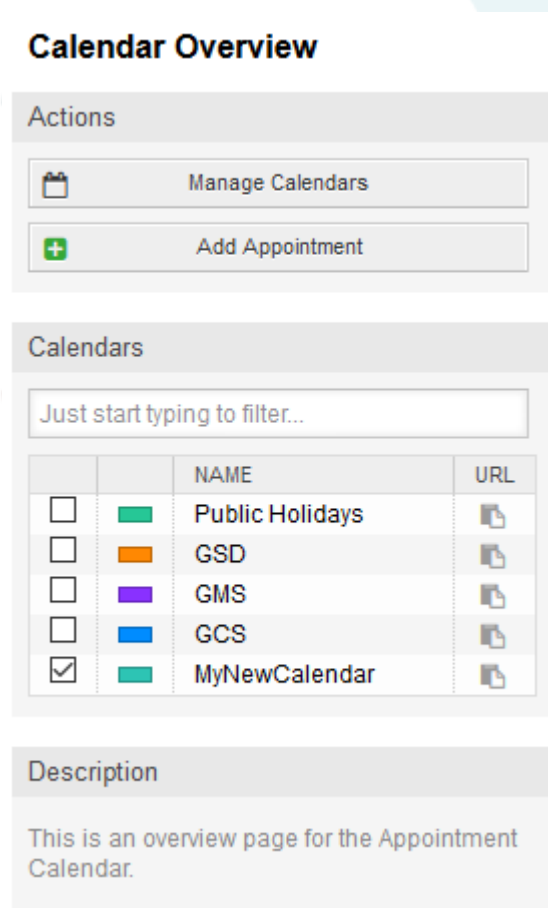 Calendar Overview
Actions
Manage Calendars
Add Appointment
Calendars
Just start typing to filter...
NAME URL
Public Holidays
GSD
GMS
GCS
MyNewCalendar
Description
This is an overview page for the Appointment
Calendar.